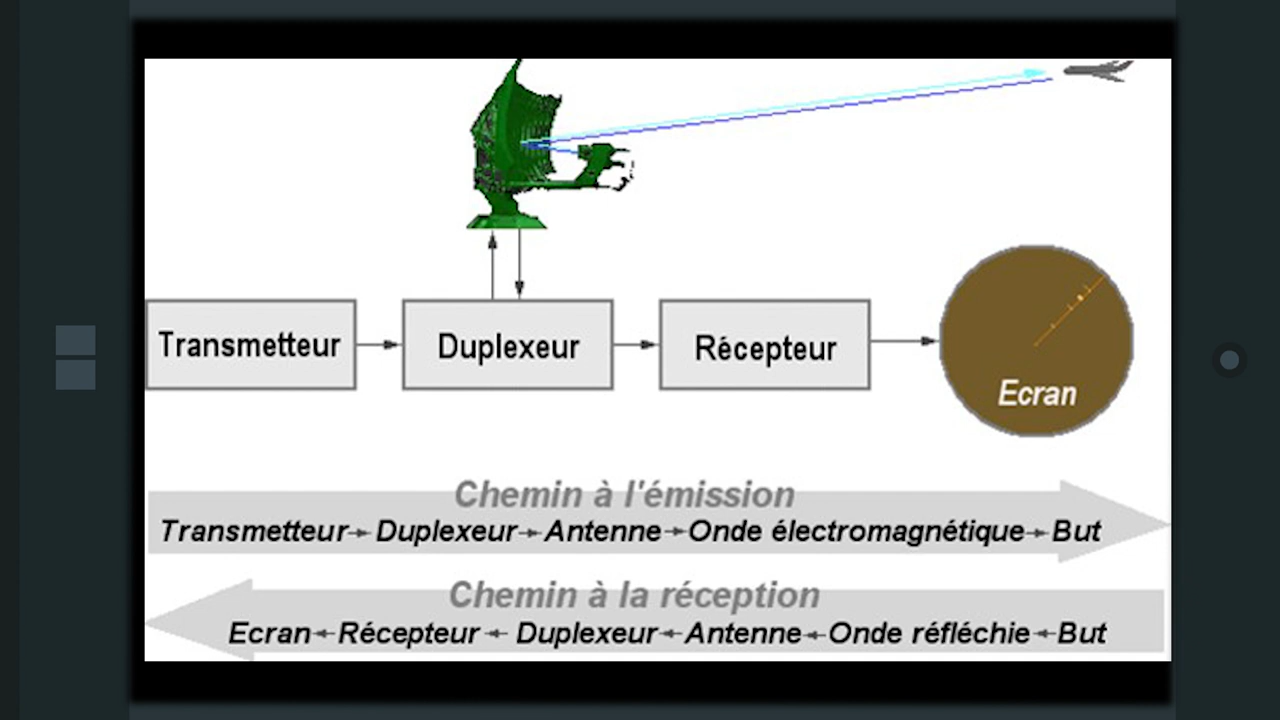 Transmetteur
Duplexeur
Récepteur
Ecran
Chemin à l'émission
Transmetteur Duplexeur Antenne Onde électromagnétique But
Chemin à la réception
Ecran Récepteur Duplexeur Antenne Onde réfléchie But